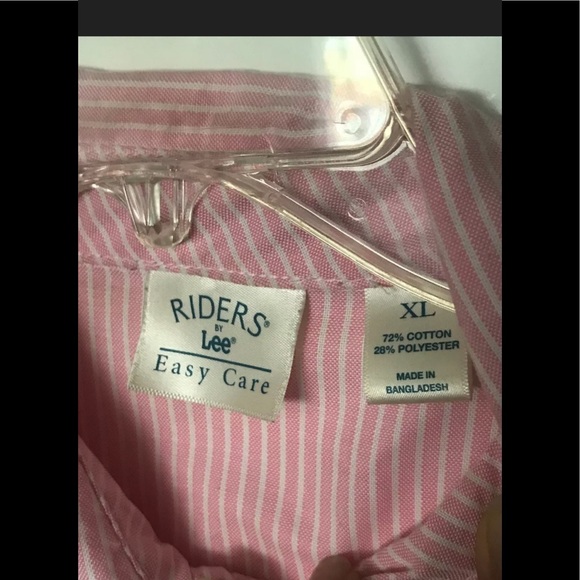 RIDERS®
BY
Lee®
Easy Care
XL
72% COTTON
28% POLYESTER
MADE IN
BANGLADESH